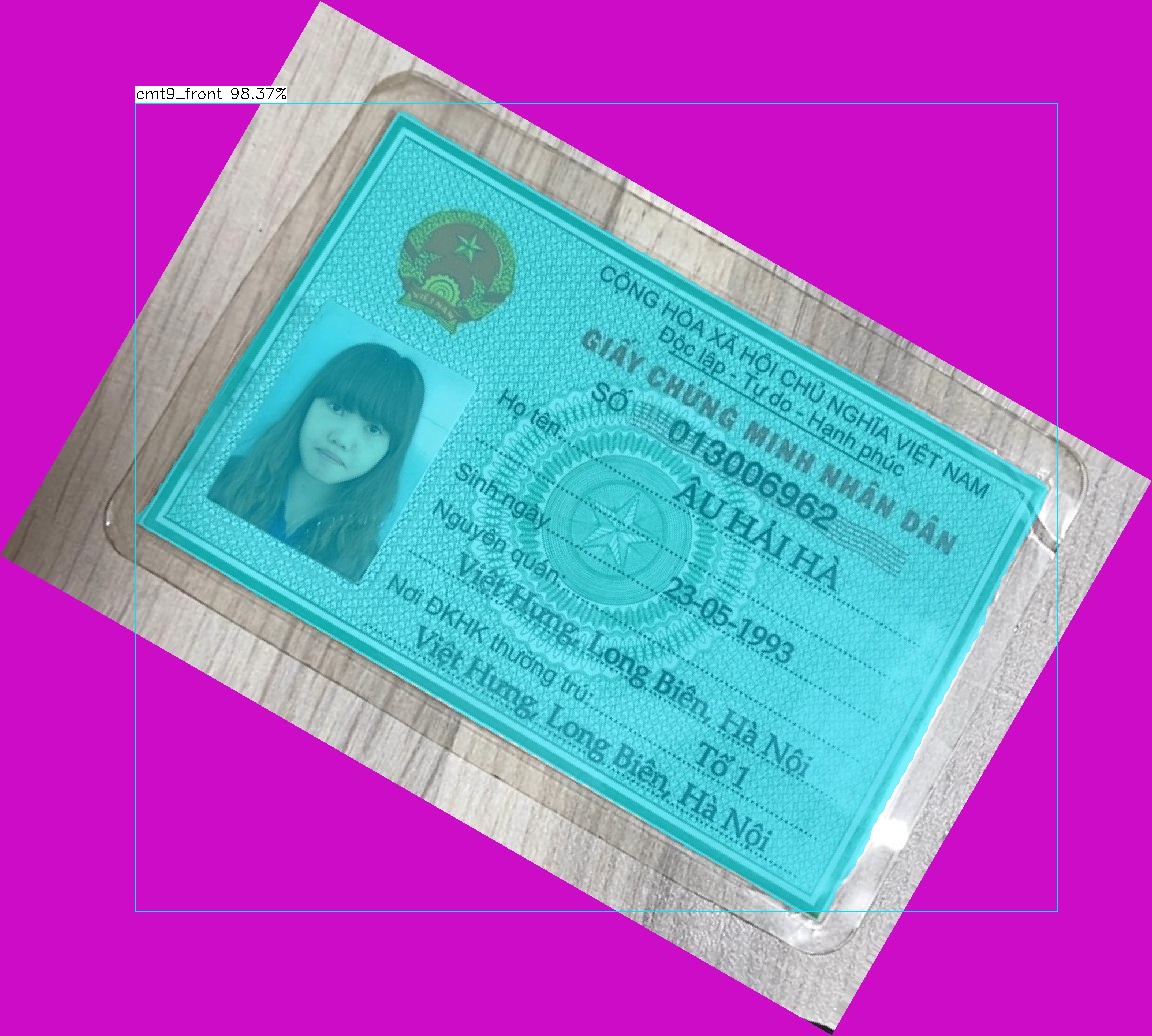 cmt9_front 98.37%
CỘNG HÒA XÃ HỘI CHỦ NGHĨA VIỆT NAM
Độc lập - Tự do - Hạnh phúc
GIẤY CHỨNG MINH NHÂN DÂN
SỐ 013006962
Họ tên: ÂU HẢI HÀ
Sinh ngày 23-05-1993
Nguyên quán: Việt Hưng, Long Biên, Hà Nội
Nơi ĐKHK thường trú: Tổ 1
Việt Hưng, Long Biên, Hà Nội
VIỆT NAM